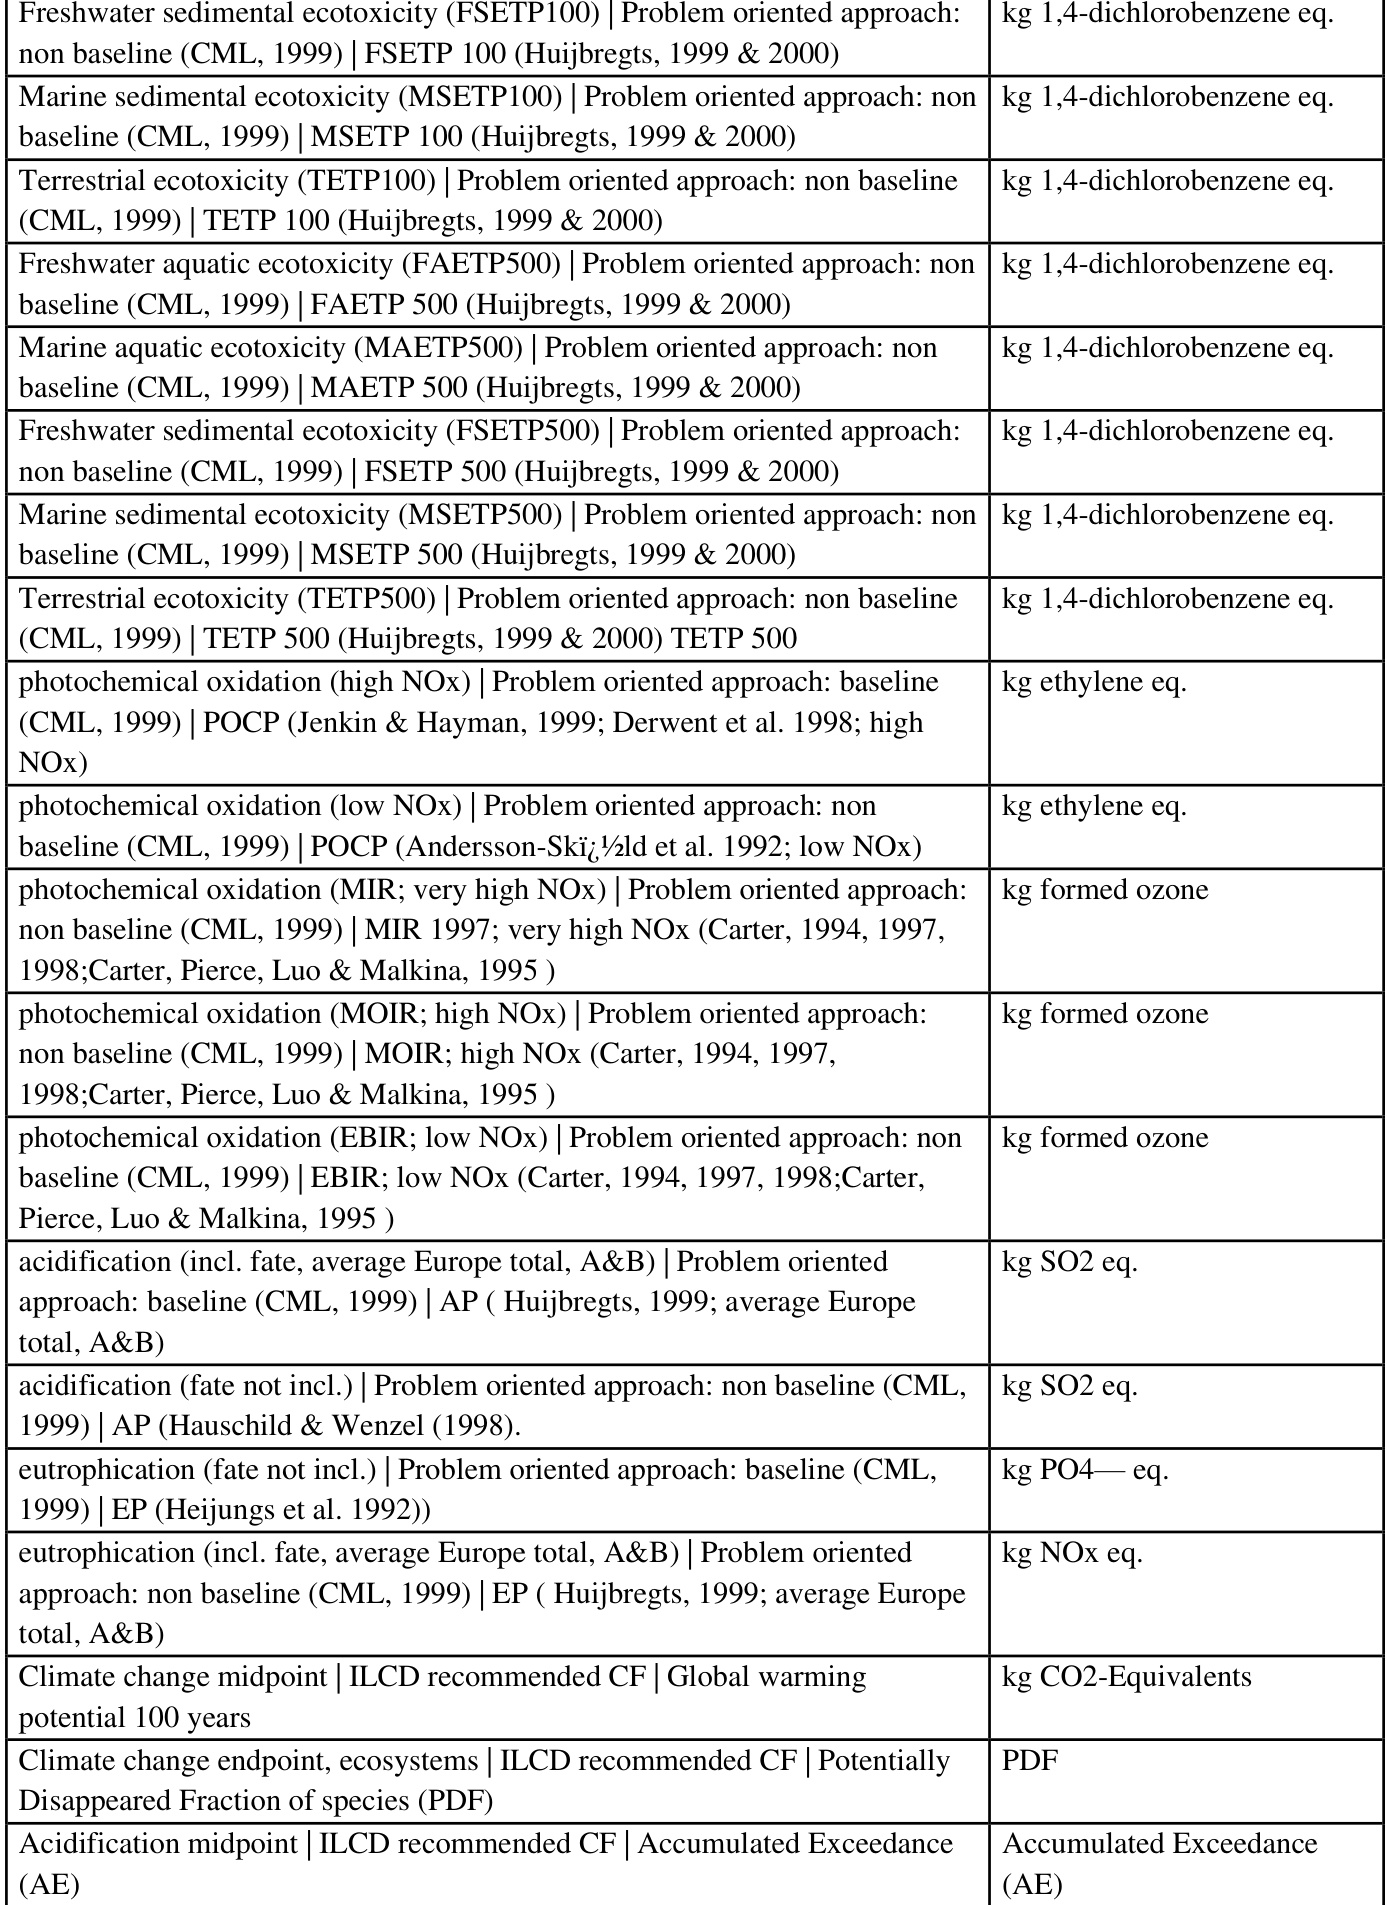 Freshwater sedimental ecotoxicity (FSETP100) | Problem oriented approach: kg 1,4-dichlorobenzene eq.
non baseline (CML, 1999) | FSETP 100 (Huijbregts, 1999 & 2000)
Marine sedimental ecotoxicity (MSETP100) | Problem oriented approach: non kg 1,4-dichlorobenzene eq.
baseline (CML, 1999) | MSETP 100 (Huijbregts, 1999 & 2000)
Terrestrial ecotoxicity (TETP100) | Problem oriented approach: non baseline kg 1,4-dichlorobenzene eq.
(CML, 1999) | TETP 100 (Huijbregts, 1999 & 2000)
Freshwater aquatic ecotoxicity (FAETP500) | Problem oriented approach: non kg 1,4-dichlorobenzene eq.
baseline (CML, 1999) | FAETP 500 (Huijbregts, 1999 & 2000)
Marine aquatic ecotoxicity (MAETP500) | Problem oriented approach: non kg 1,4-dichlorobenzene eq.
baseline (CML, 1999) | MAETP 500 (Huijbregts, 1999 & 2000)
Freshwater sedimental ecotoxicity (FSETP500) | Problem oriented approach: kg 1,4-dichlorobenzene eq.
non baseline (CML, 1999) | FSETP 500 (Huijbregts, 1999 & 2000)
Marine sedimental ecotoxicity (MSETP500) | Problem oriented approach: non kg 1,4-dichlorobenzene eq.
baseline (CML, 1999) | MSETP 500 (Huijbregts, 1999 & 2000)
Terrestrial ecotoxicity (TETP500) | Problem oriented approach: non baseline kg 1,4-dichlorobenzene eq.
(CML, 1999) | TETP 500 (Huijbregts, 1999 & 2000) TETP 500
photochemical oxidation (high NOx) | Problem oriented approach: baseline kg ethylene eq.
(CML, 1999) | POCP (Jenkin & Hayman, 1999; Derwent et al. 1998; high
NOx)
photochemical oxidation (low NOx) | Problem oriented approach: non kg ethylene eq.
baseline (CML, 1999) | POCP (Andersson-Skï¿½ld et al. 1992; low NOx)
photochemical oxidation (MIR; very high NOx) | Problem oriented approach: kg formed ozone
non baseline (CML, 1999) | MIR 1997; very high NOx (Carter, 1994, 1997,
1998;Carter, Pierce, Luo & Malkina, 1995 )
photochemical oxidation (MOIR; high NOx) | Problem oriented approach: kg formed ozone
non baseline (CML, 1999) | MOIR; high NOx (Carter, 1994, 1997,
1998;Carter, Pierce, Luo & Malkina, 1995 )
photochemical oxidation (EBIR; low NOx) | Problem oriented approach: non kg formed ozone
baseline (CML, 1999) | EBIR; low NOx (Carter, 1994, 1997, 1998;Carter,
Pierce, Luo & Malkina, 1995 )
acidification (incl. fate, average Europe total, A&B) | Problem oriented kg SO2 eq.
approach: baseline (CML, 1999) | AP ( Huijbregts, 1999; average Europe
total, A&B)
acidification (fate not incl.) | Problem oriented approach: non baseline (CML, kg SO2 eq.
1999) | AP (Hauschild & Wenzel (1998).
eutrophication (fate not incl.) | Problem oriented approach: baseline (CML, kg PO4— eq.
1999) | EP (Heijungs et al. 1992))
eutrophication (incl. fate, average Europe total, A&B) | Problem oriented kg NOx eq.
approach: non baseline (CML, 1999) | EP ( Huijbregts, 1999; average Europe
total, A&B)
Climate change midpoint | ILCD recommended CF | Global warming kg CO2-Equivalents
potential 100 years
Climate change endpoint, ecosystems | ILCD recommended CF | Potentially PDF
Disappeared Fraction of species (PDF)
Acidification midpoint | ILCD recommended CF | Accumulated Exceedance Accumulated Exceedance
(AE) (AE)